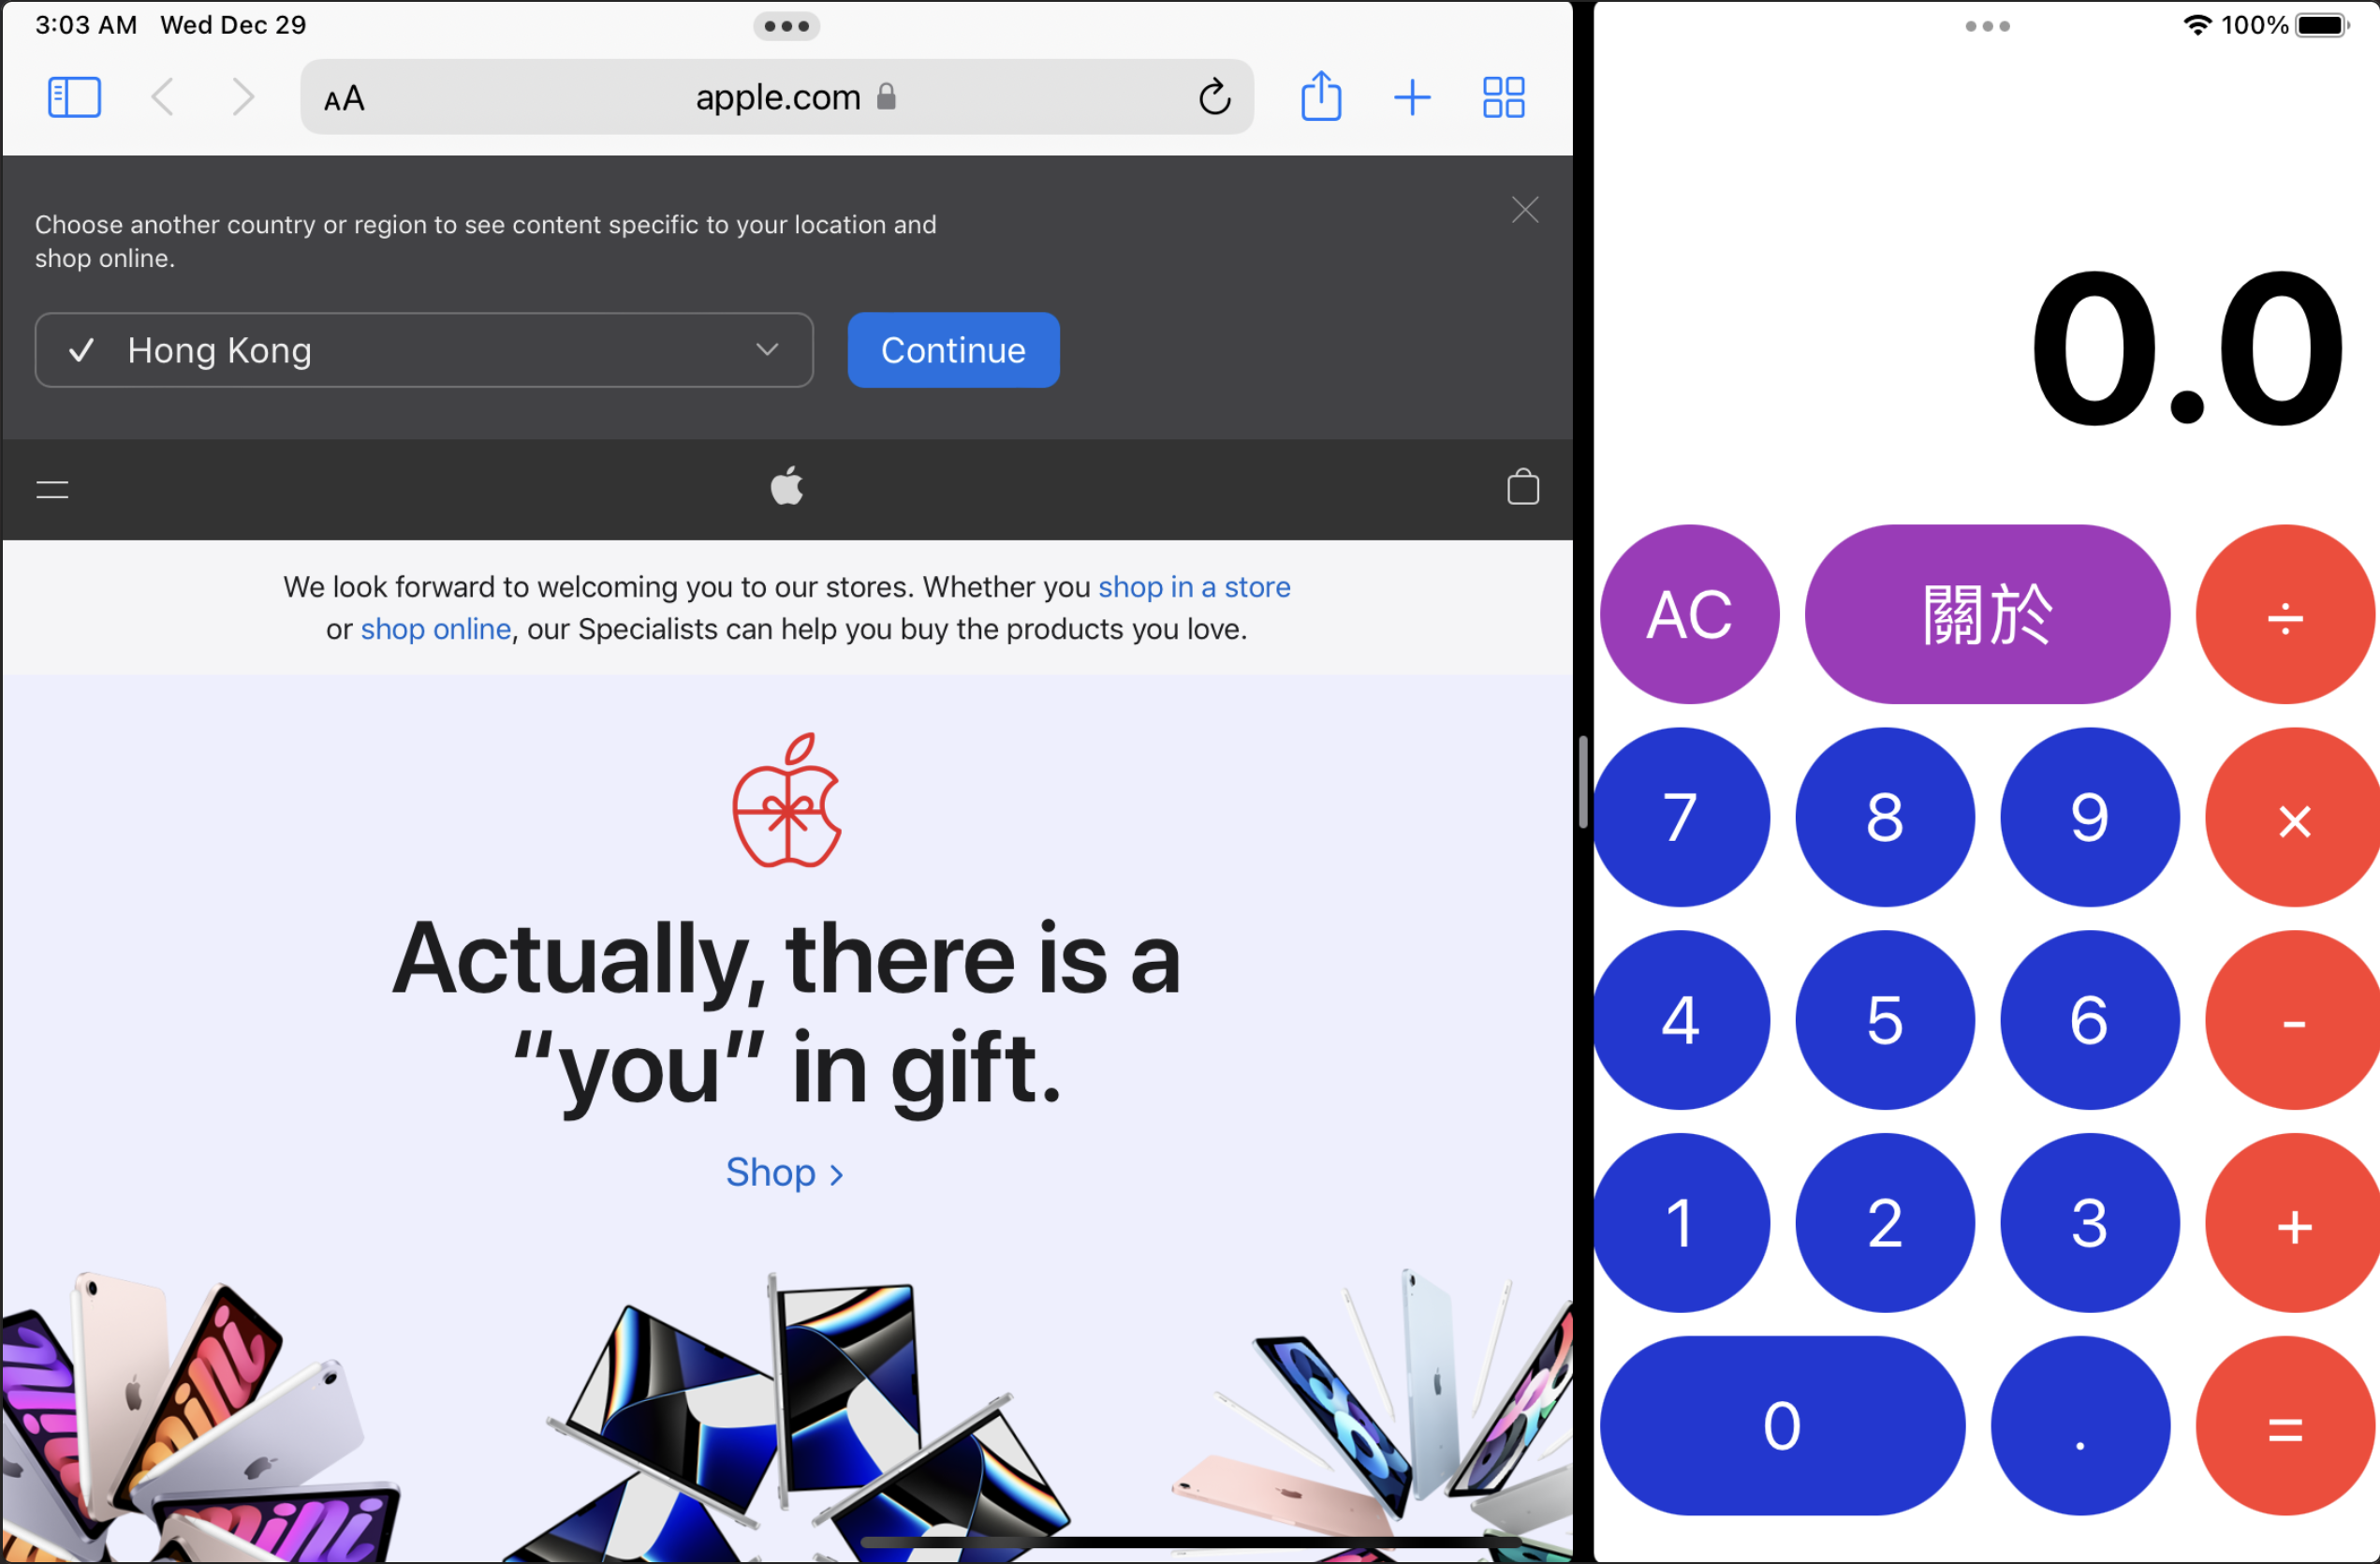 3:03 AM Wed Dec 29
100%
AA
apple.com
Choose another country or region to see content specific to your location and
shop online.
Hong Kong
Continue
We look forward to welcoming you to our stores. Whether you shop in a store
or shop online, our Specialists can help you buy the products you love.
Actually, there is a
“you” in gift.
Shop >
0.0
AC 關於 ÷
7 8 9 ×
4 5 6 -
1 2 3 +
0 . =